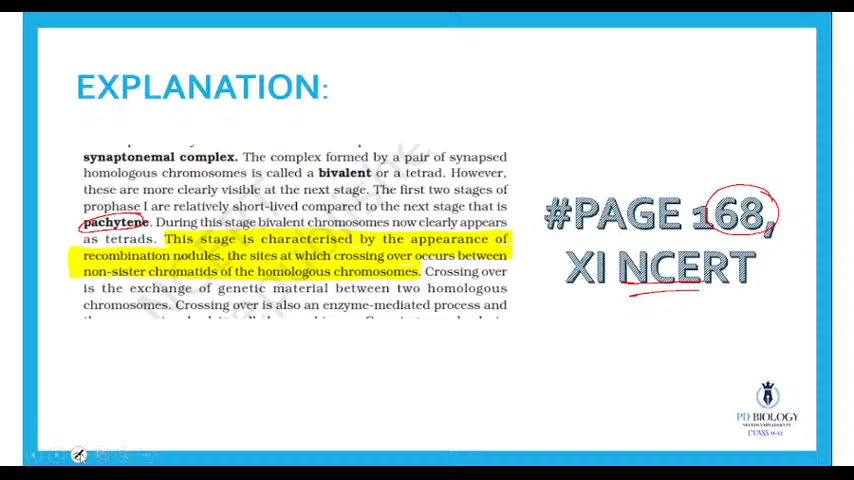 EXPLANATION:
synaptonemal complex. The complex formed by a pair of synapsed
homologous chromosomes is called a bivalent or a tetrad. However,
these are more clearly visible at the next stage. The first two stages of
prophase I are relatively short-lived compared to the next stage that is
pachytene. During this stage bivalent chromosomes now clearly appears
as tetrads. This stage is characterised by the appearance of
recombination nodules, the sites at which crossing over occurs between
non-sister chromatids of the homologous chromosomes. Crossing over
is the exchange of genetic material between two homologous
chromosomes. Crossing over is also an enzyme-mediated process and
#PAGE 168,
XI NCERT
PD BIOLOGY
CLASS 11-12